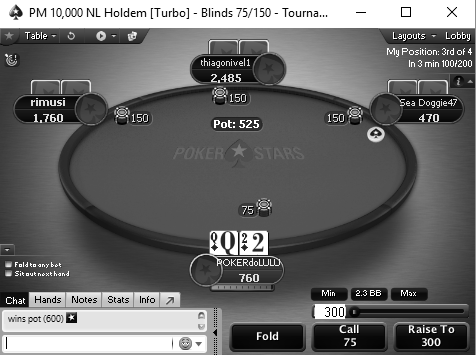 PM 10,000 NL Holdem [Turbo] - Blinds 75/150 - Tourna...
Table Lobby Layouts Lobby
My Position: 3rd of 4
In 3 min 100/200
thiagonivel1
2,485
rimusi
1,760
Sea Doggie47
470
150
150
150
Pot: 525
POKER STARS
75
Q Q 2 2
POKERdoLULU
760
Fold to any bet
Sit out next hand
Chat Hands Notes Stats Info
wins pot (600)
Min 2.3 BB Max
300
Fold
Call
75
Raise To
300